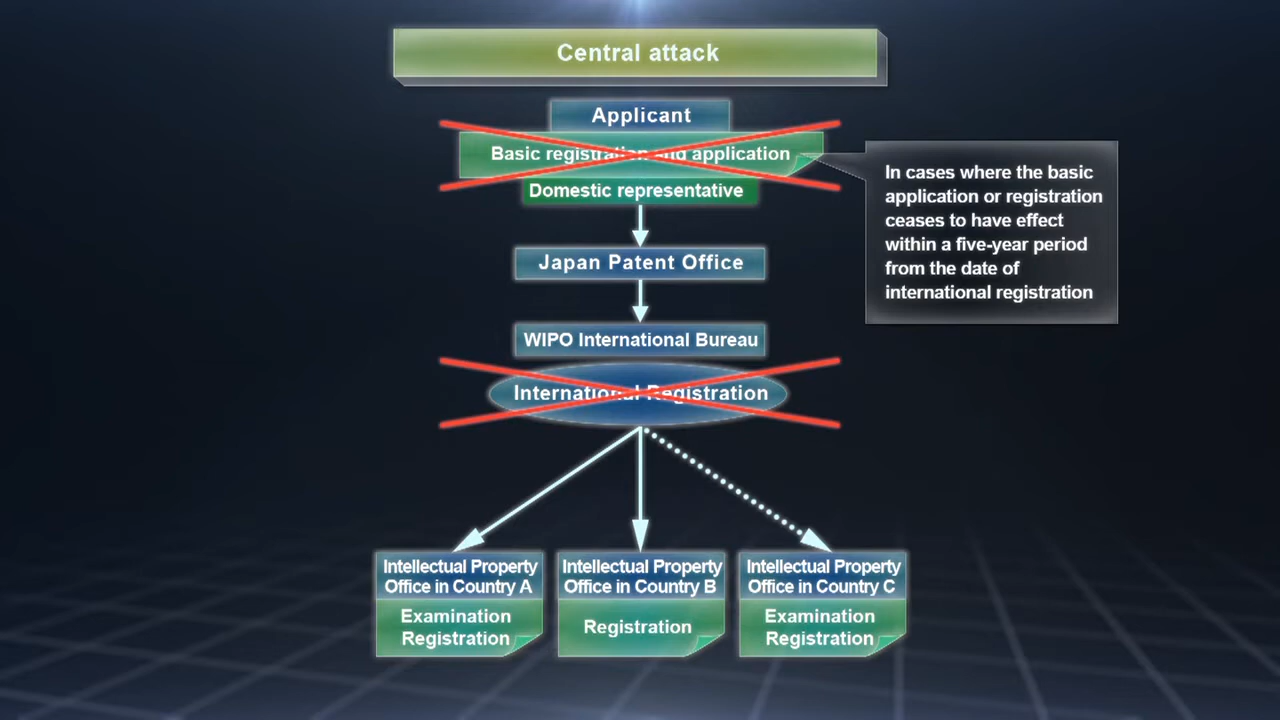 Central attack
Applicant
Basic registration and application
Domestic representative
In cases where the basic
application or registration
ceases to have effect
within a five-year period
from the date of
international registration
Japan Patent Office
WIPO International Bureau
International Registration
Intellectual Property
Office in Country A
Examination
Registration
Intellectual Property
Office in Country B
Registration
Intellectual Property
Office in Country C
Examination
Registration